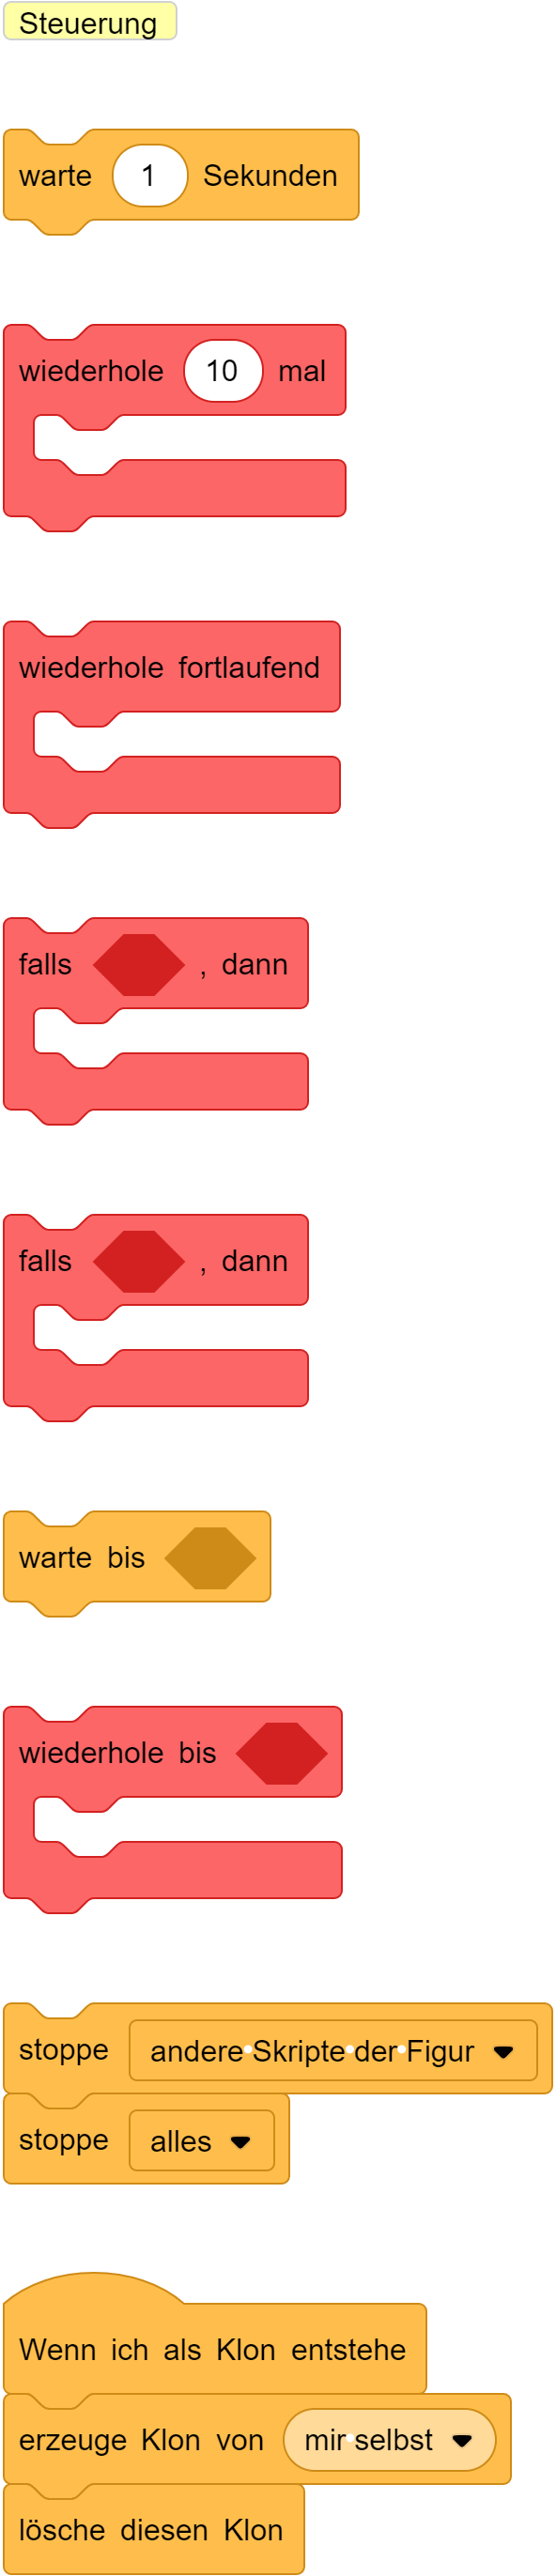 Steuerung
warte 1 Sekunden
wiederhole 10 mal
wiederhole fortlaufend
falls , dann
falls , dann
warte bis
wiederhole bis
stoppe andere Skripte der Figur
stoppe alles
Wenn ich als Klon entstehe
erzeuge Klon von mir selbst
lösche diesen Klon